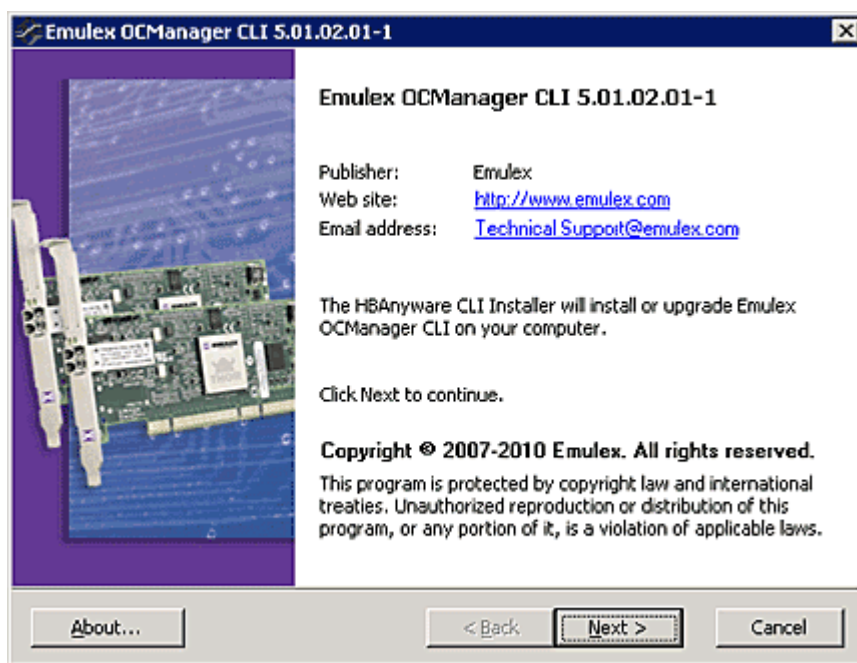 Emulex OCManager CLI 5.01.02.01-1
Emulex OCManager CLI 5.01.02.01-1
Publisher: Emulex
Web site: http://www.emulex.com
Email address: Technical Support@emulex.com
The HBAnyware CLI Installer will install or upgrade Emulex
OCManager CLI on your computer.
Click Next to continue.
Copyright © 2007-2010 Emulex. All rights reserved.
This program is protected by copyright law and international
treaties. Unauthorized reproduction or distribution of this
program, or any portion of it, is a violation of applicable laws.
About...
< Back
Next >
Cancel